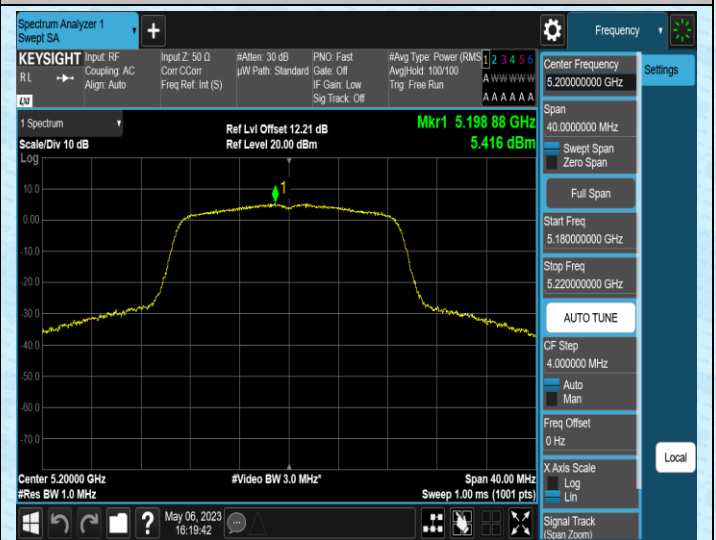 Spectrum Analyzer 1
Swept SA
+
Frequency
KEYSIGHT
R L
LXI
Input: RF
Coupling: AC
Align: Auto
Input Z: 50 Ω
Corr CCorr
Freq Ref: Int (S)
#Atten: 30 dB
µW Path: Standard
PNO: Fast
Gate: Off
IF Gain: Low
Sig Track: Off
#Avg Type: Power (RMS
Avg|Hold: 100/100
Trig: Free Run
1 2 3 4 5 6
A W W W W W
A A A A A A
1 Spectrum
Scale/Div 10 dB
Log
Ref Lvl Offset 12.21 dB
Ref Level 20.00 dBm
Mkr1 5.198 88 GHz
5.416 dBm
1
10.0
0.00
-10.0
-20.0
-30.0
-40.0
-50.0
-60.0
-70.0
Center 5.20000 GHz
#Res BW 1.0 MHz
#Video BW 3.0 MHz*
Span 40.00 MHz
Sweep 1.00 ms (1001 pts)
?
May 06, 2023
16:19:42
Center Frequency
5.200000000 GHz
Settings
Span
40.0000000 MHz
Swept Span
Zero Span
Full Span
Start Freq
5.180000000 GHz
Stop Freq
5.220000000 GHz
AUTO TUNE
CF Step
4.000000 MHz
Auto
Man
Freq Offset
0 Hz
X Axis Scale
Log
Lin
Local
Signal Track
(Span Zoom)